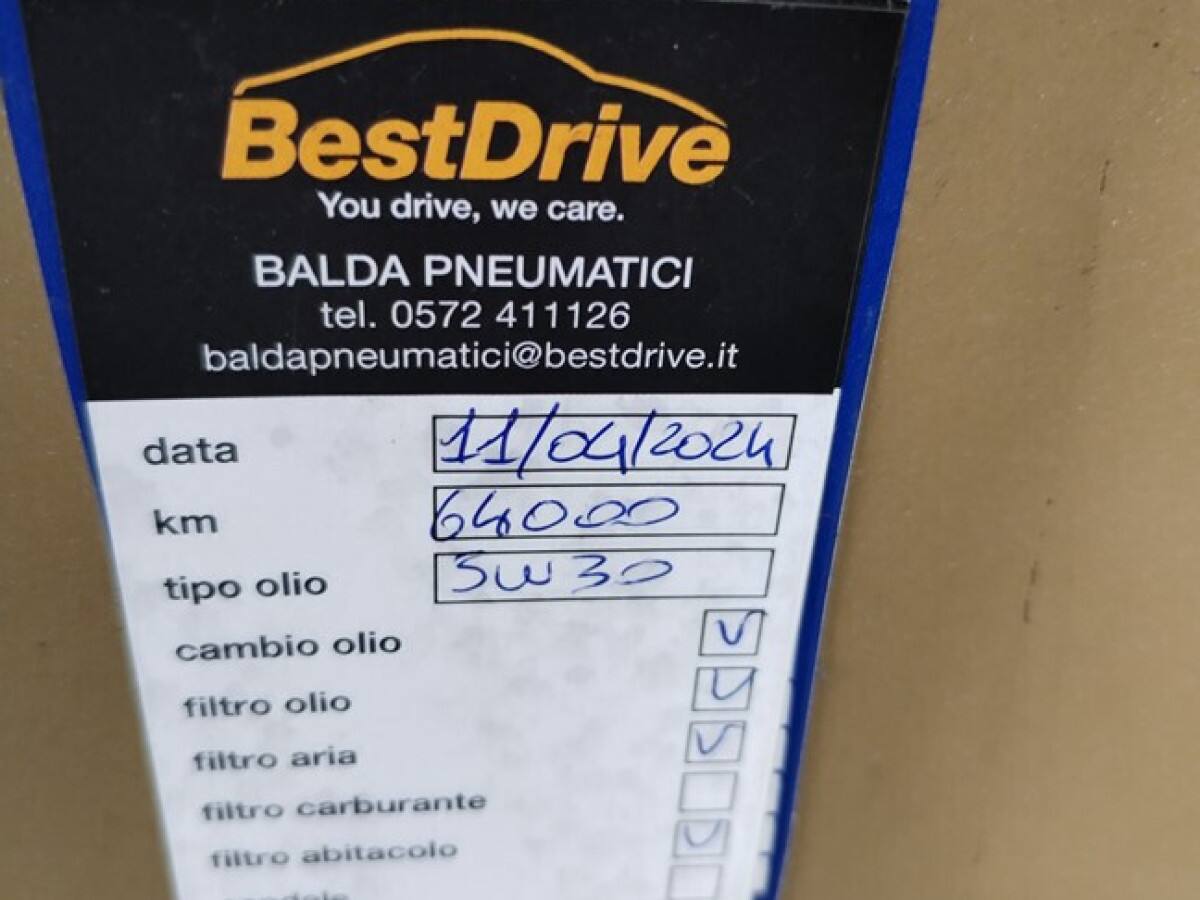 BestDrive
You drive, we care.
BALDA PNEUMATICI
tel. 0572 411126
baldapneumatici@bestdrive.it
data 11/04/2024
km 64000
tipo olio 5W30
cambio olio
filtro olio
filtro aria
filtro carburante
filtro abitacolo